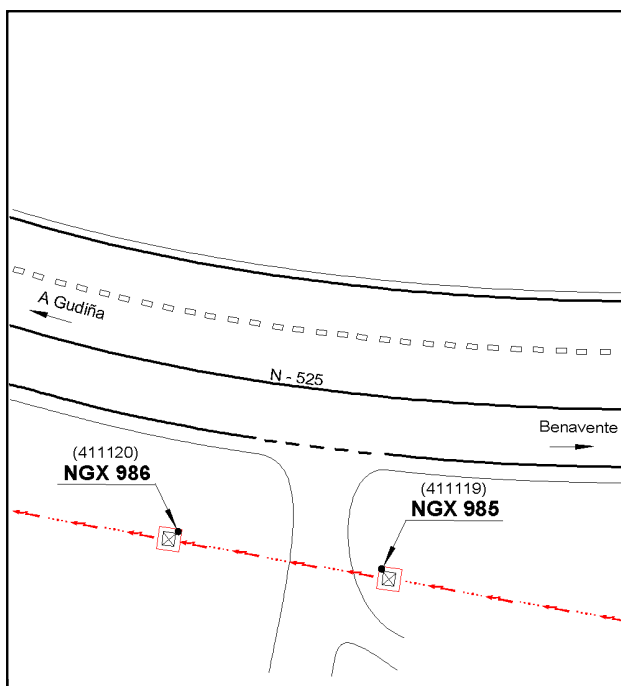 A Gudiña
N - 525
Benavente
(411120)
NGX 986
(411119)
NGX 985